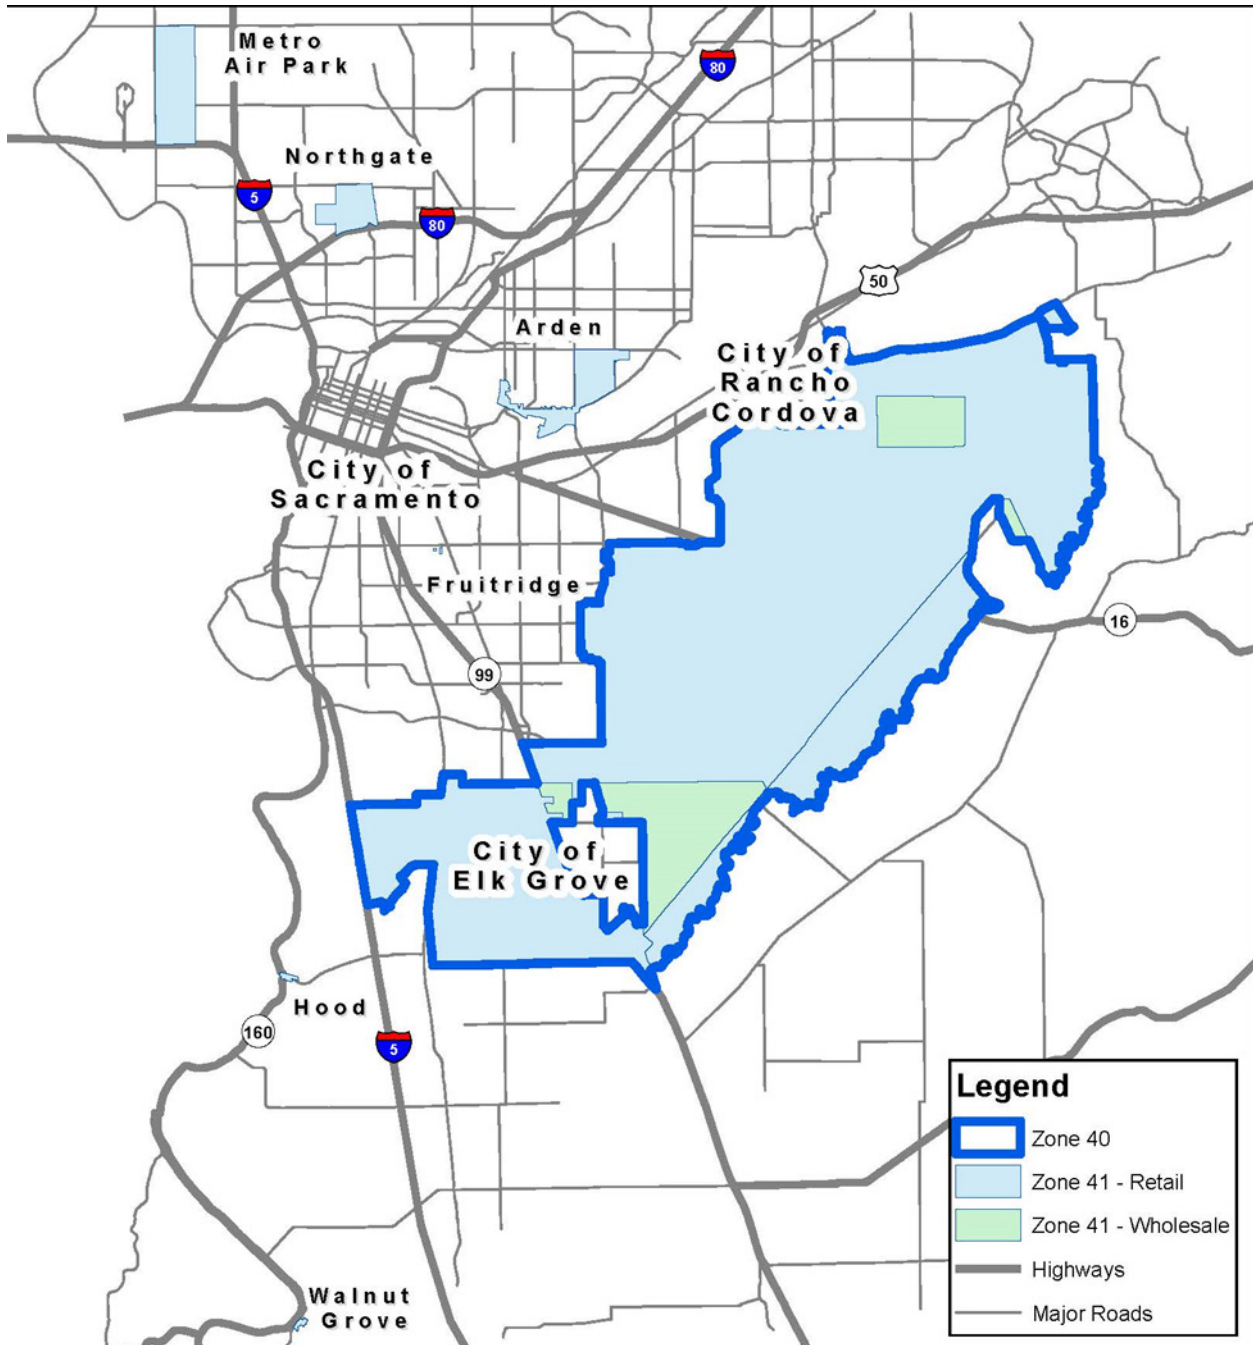 Metro
Air Park
80
Northgate
5
80
50
Arden
City of
Rancho
Cordova
City of
Sacramento
Fruitridge
16
99
City of
Elk Grove
Hood
160
5
Legend
Zone 40
Zone 41 - Retail
Zone 41 - Wholesale
Highways
Major Roads
Walnut
Grove